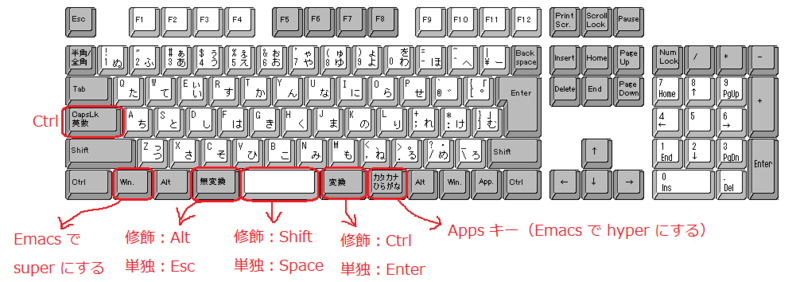 Esc F1 F2 F3 F4 F5 F6 F7 F8 F9 F10 F11 F12 Print Scr. Scroll Lock Pause
半角/全角 ! 1 ぬ " 2 ふ # ぁ 3 あ $ ぅ 4 う % ぇ 5 え & ぉ 6 お ' ゃ 7 や ( ゅ 8 ゆ ) ょ 9 よ を 0 わ = - ほ ~ ^ へ | ¥ ー Back space Insert Home Page Up Num Lock / * -
Tab Q た W て E ぃ い R す T か Y ん U な I に O ら P せ ` @ ゛ { 「 [ ゜ Enter Delete End Page Down 7 Home 8 ↑ 9 PgUp +
Ctrl CapsLk 英数 A ち S と D し F は G き H く J ま K の L り + ; れ * : け } 」 ] む 4 ← 5 6 →
Shift Z っ つ X さ C そ V ひ B こ N み M も < 、 , ね > 。 . る ? ・ / め _ \ ろ Shift ↑ 1 End 2 ↓ 3 PgDn Enter
Ctrl Win. Alt 無変換 変換 カタカナ ひらがな Alt Win. App. Ctrl ← ↓ → 0 Ins . Del
Emacs で
super にする
修飾：Alt
単独：Esc
修飾：Shift
単独：Space
修飾：Ctrl
単独：Enter
Apps キー（Emacs で hyper にする）